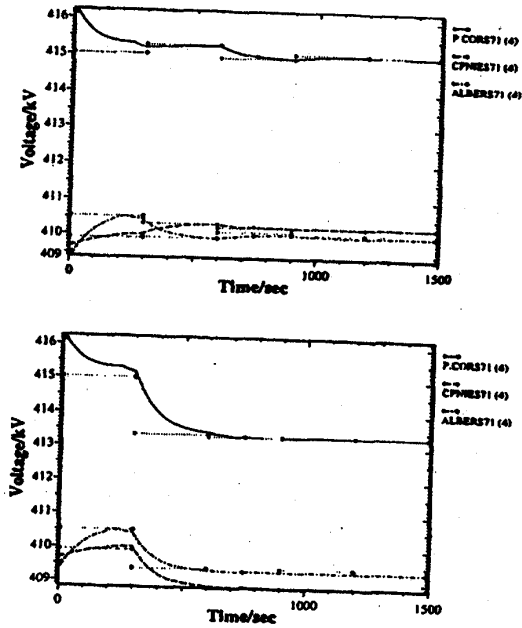 416
415
414
413
412
411
410
409
Voltage/kV
0
1000
1500
Time/sec
P.CORS71 (4)
CPNIES71 (4)
ALBERS71 (4)
416
415
414
413
412
411
410
409
Voltage/kV
0
500
1000
1500
Time/sec
P.CORS71 (4)
CPNIES71 (4)
ALBERS71 (4)